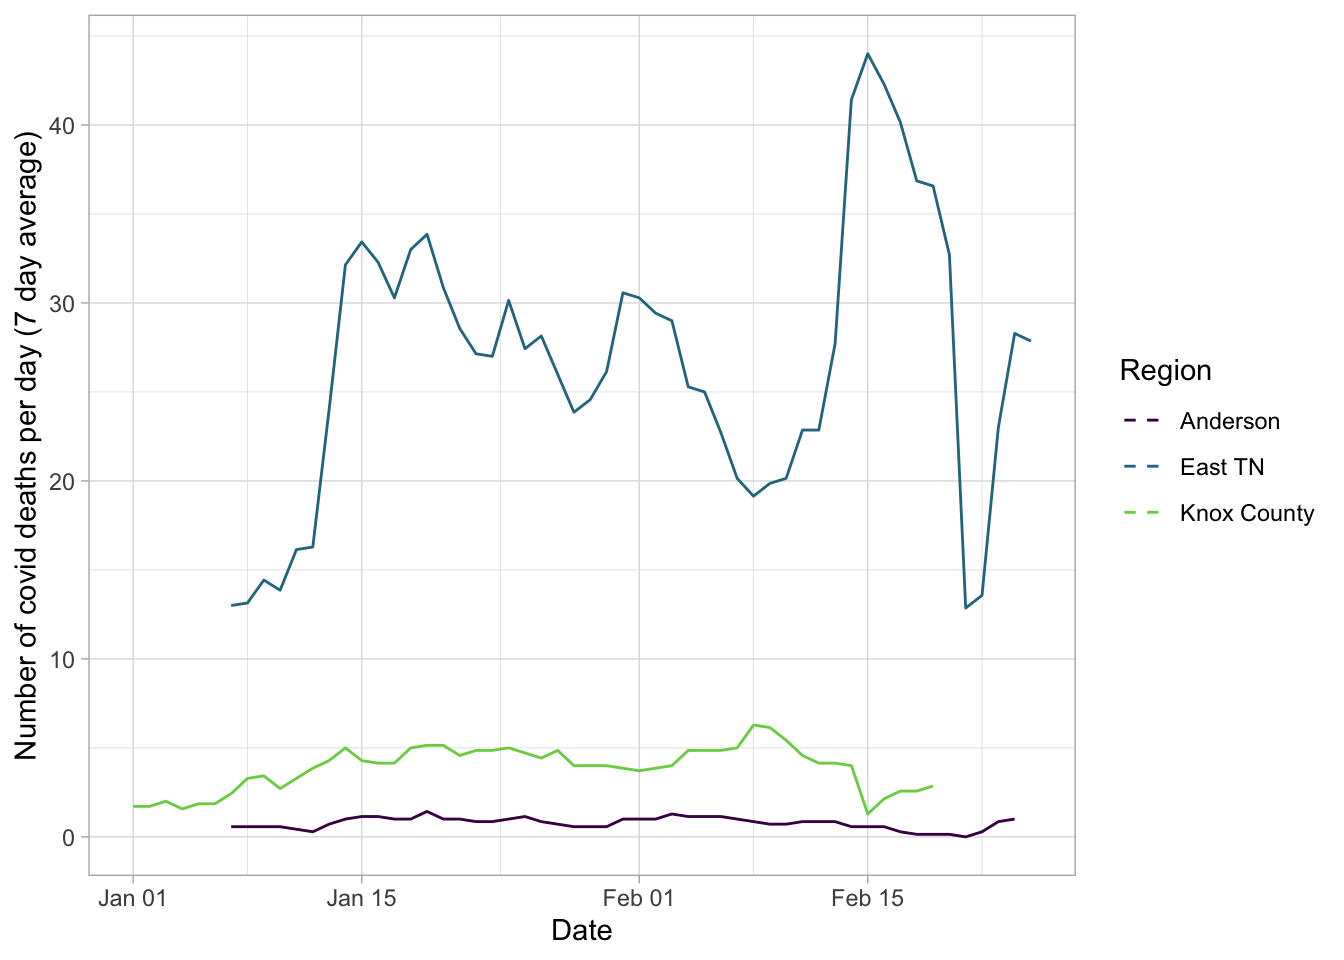 Number of covid deaths per day (7 day average)
40
30
20
10
0
Jan 01
Jan 15
Feb 01
Feb 15
Date
Region
Anderson
East TN
Knox County